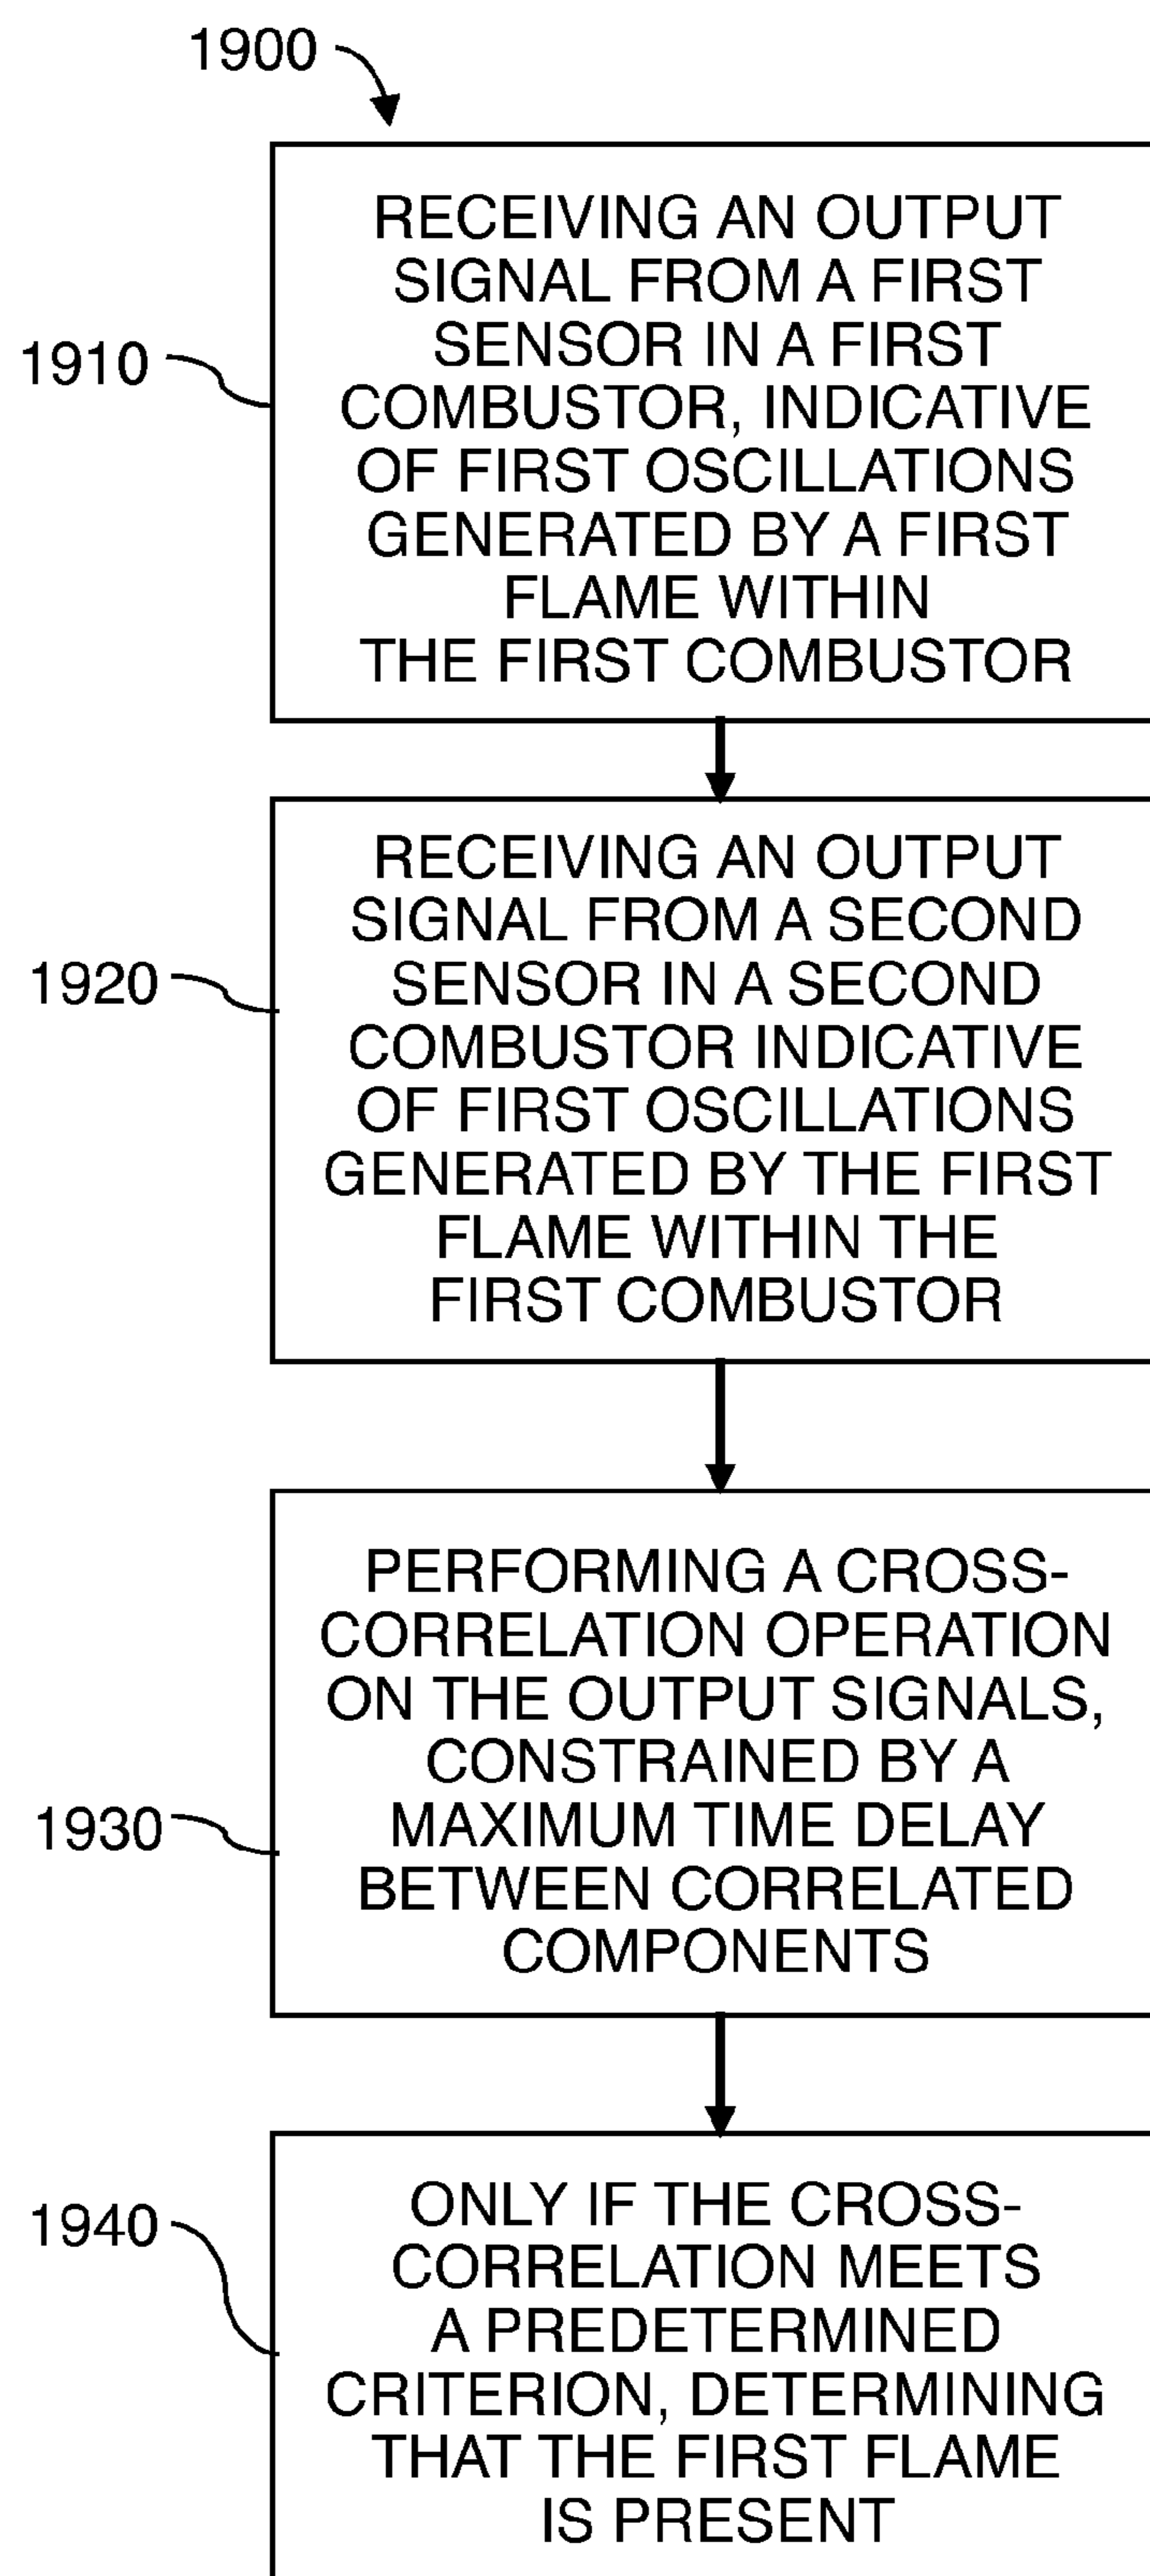 1900
RECEIVING AN OUTPUT
SIGNAL FROM A FIRST
SENSOR IN A FIRST
COMBUSTOR, INDICATIVE
OF FIRST OSCILLATIONS
GENERATED BY A FIRST
FLAME WITHIN
THE FIRST COMBUSTOR
1910
RECEIVING AN OUTPUT
SIGNAL FROM A SECOND
SENSOR IN A SECOND
COMBUSTOR INDICATIVE
OF FIRST OSCILLATIONS
GENERATED BY THE FIRST
FLAME WITHIN THE
FIRST COMBUSTOR
1920
PERFORMING A CROSS-
CORRELATION OPERATION
ON THE OUTPUT SIGNALS,
CONSTRAINED BY A
MAXIMUM TIME DELAY
BETWEEN CORRELATED
COMPONENTS
1930
ONLY IF THE CROSS-
CORRELATION MEETS
A PREDETERMINED
CRITERION, DETERMINING
THAT THE FIRST FLAME
IS PRESENT
1940